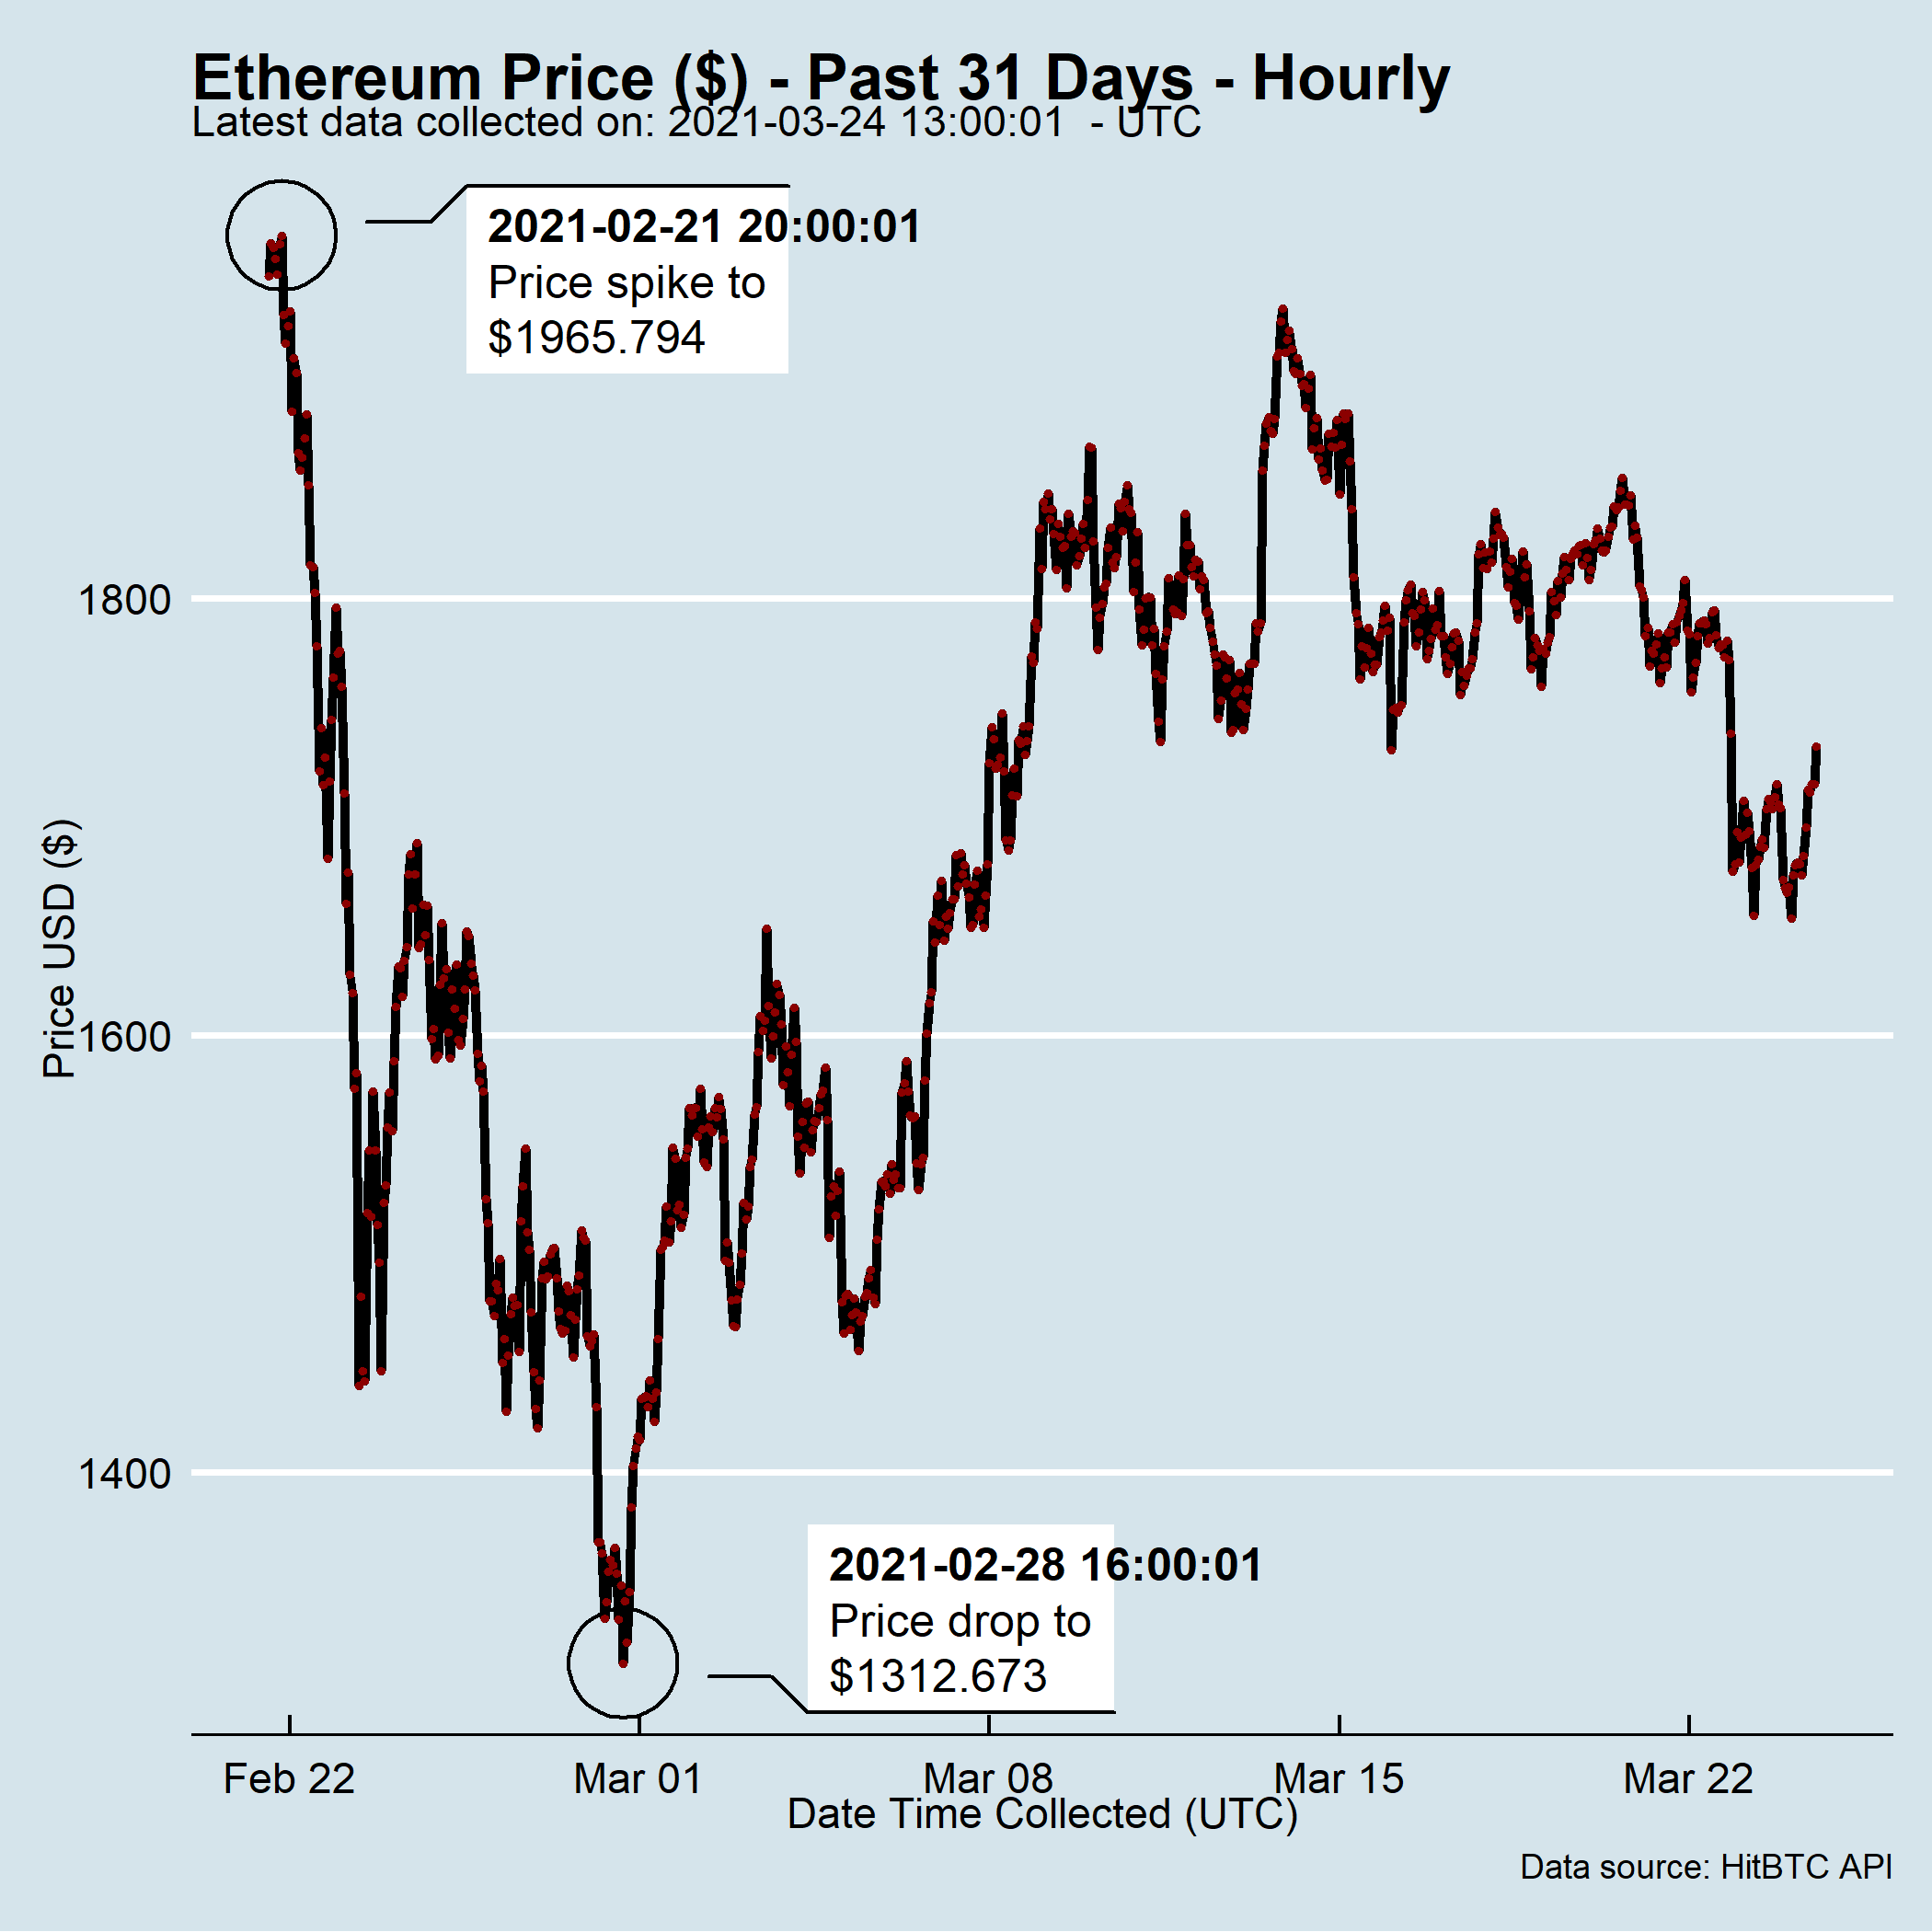 Ethereum Price ($) - Past 31 Days - Hourly
Latest data collected on: 2021-03-24 13:00:01  - UTC
2021-02-21 20:00:01
Price spike to
$1965.794
1800
1600
1400
Price USD ($)
2021-02-28 16:00:01
Price drop to
$1312.673
Feb 22 Mar 01 Mar 08 Mar 15 Mar 22
Date Time Collected (UTC)
Data source: HitBTC API